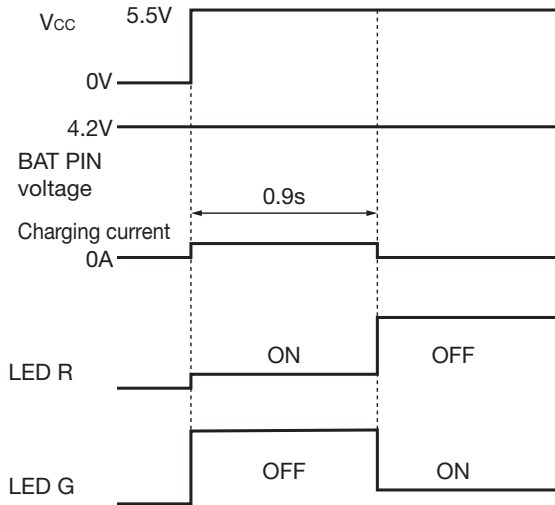 Vcc 5.5V
0V
4.2V
BAT PIN
voltage
0.9s
Charging current
0A
ON OFF
LED R
OFF ON
LED G